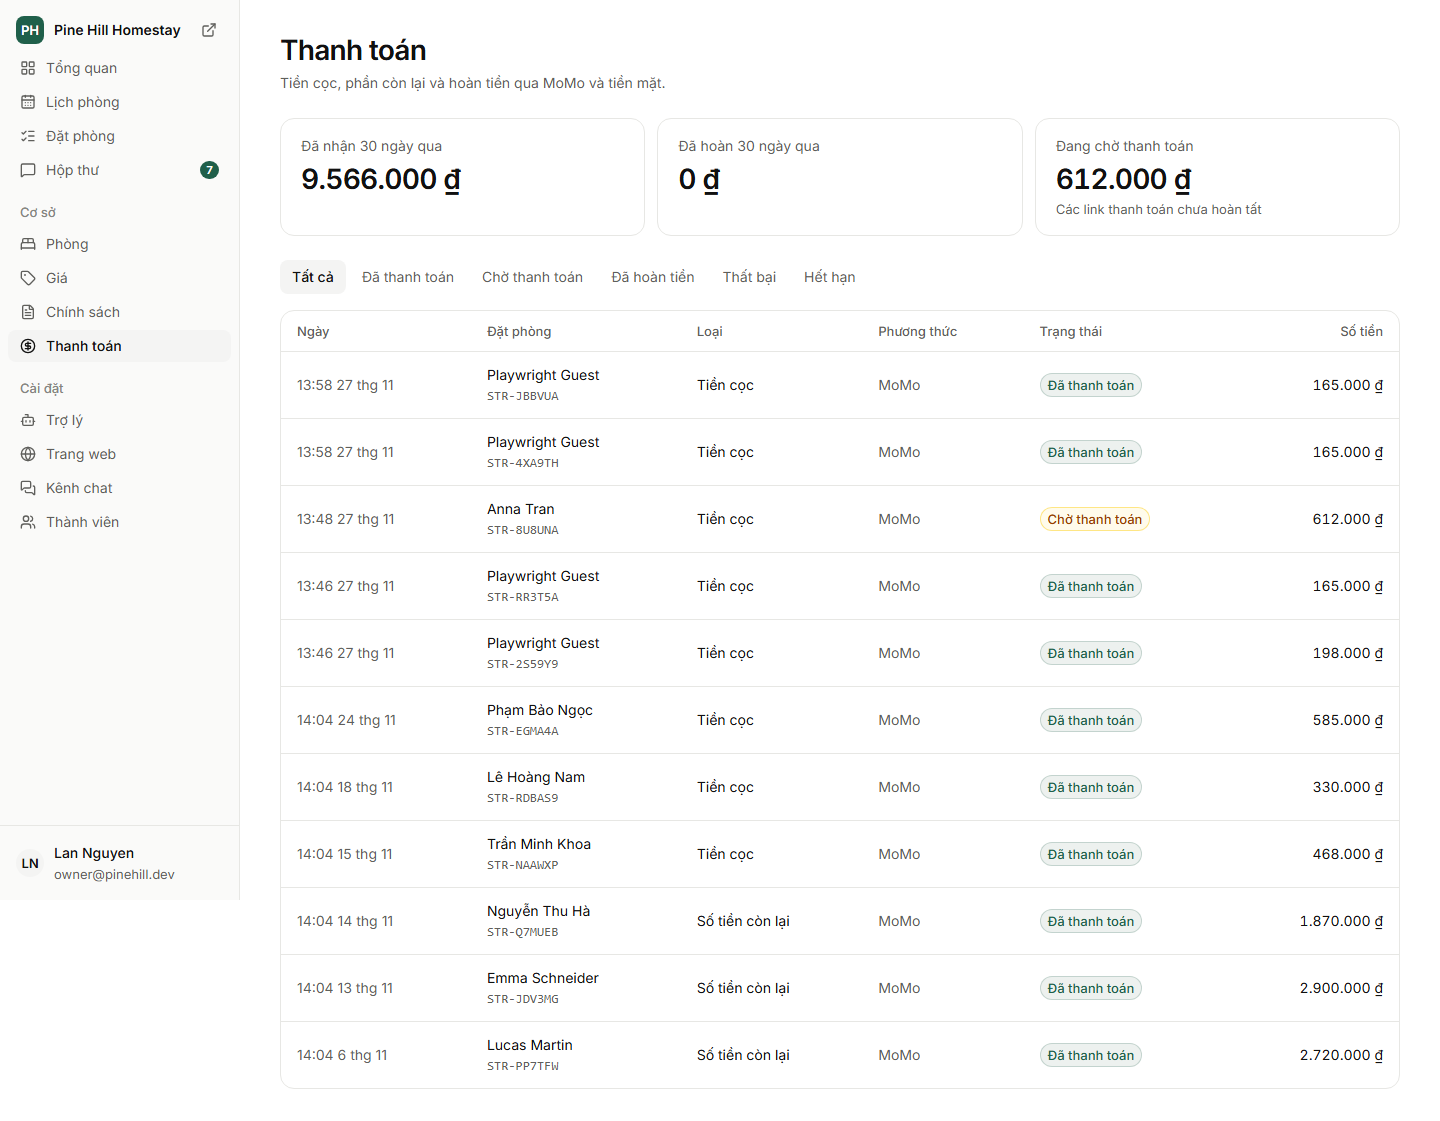 PH Pine Hill Homestay
Tổng quan
Lịch phòng
Đặt phòng
Hộp thư 7
Cơ sở
Phòng
Giá
Chính sách
Thanh toán
Cài đặt
Trợ lý
Trang web
Kênh chat
Thành viên
LN Lan Nguyen
owner@pinehill.dev
Thanh toán
Tiền cọc, phần còn lại và hoàn tiền qua MoMo và tiền mặt.
Đã nhận 30 ngày qua
9.566.000 ₫
Đã hoàn 30 ngày qua
0 ₫
Đang chờ thanh toán
612.000 ₫
Các link thanh toán chưa hoàn tất
Tất cả Đã thanh toán Chờ thanh toán Đã hoàn tiền Thất bại Hết hạn
Ngày Đặt phòng Loại Phương thức Trạng thái Số tiền
13:58 27 thg 11 Playwright Guest Tiền cọc MoMo Đã thanh toán 165.000 ₫
STR-JBBVUA
13:58 27 thg 11 Playwright Guest Tiền cọc MoMo Đã thanh toán 165.000 ₫
STR-4XA9TH
13:48 27 thg 11 Anna Tran Tiền cọc MoMo Chờ thanh toán 612.000 ₫
STR-8U8UNA
13:46 27 thg 11 Playwright Guest Tiền cọc MoMo Đã thanh toán 165.000 ₫
STR-RR3T5A
13:46 27 thg 11 Playwright Guest Tiền cọc MoMo Đã thanh toán 198.000 ₫
STR-2S59Y9
14:04 24 thg 11 Phạm Bảo Ngọc Tiền cọc MoMo Đã thanh toán 585.000 ₫
STR-EGMA4A
14:04 18 thg 11 Lê Hoàng Nam Tiền cọc MoMo Đã thanh toán 330.000 ₫
STR-RDBAS9
14:04 15 thg 11 Trần Minh Khoa Tiền cọc MoMo Đã thanh toán 468.000 ₫
STR-NAAWXP
14:04 14 thg 11 Nguyễn Thu Hà Số tiền còn lại MoMo Đã thanh toán 1.870.000 ₫
STR-Q7MUEB
14:04 13 thg 11 Emma Schneider Số tiền còn lại MoMo Đã thanh toán 2.900.000 ₫
STR-JDV3MG
14:04 6 thg 11 Lucas Martin Số tiền còn lại MoMo Đã thanh toán 2.720.000 ₫
STR-PP7TFW